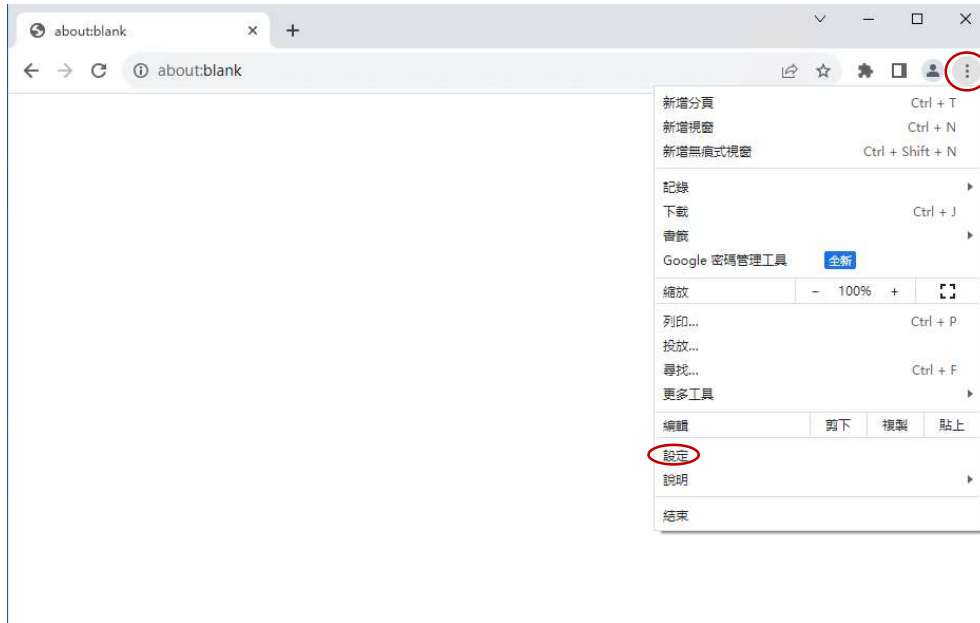 about:blank
about:blank
新增分頁 Ctrl + T
新增視窗 Ctrl + N
新增無痕式視窗 Ctrl + Shift + N
記錄
下載 Ctrl + J
書籤
Google 密碼管理工具 全新
縮放 - 100% +
列印... Ctrl + P
投放...
尋找... Ctrl + F
更多工具
編輯 剪下 複製 貼上
設定
說明
結束